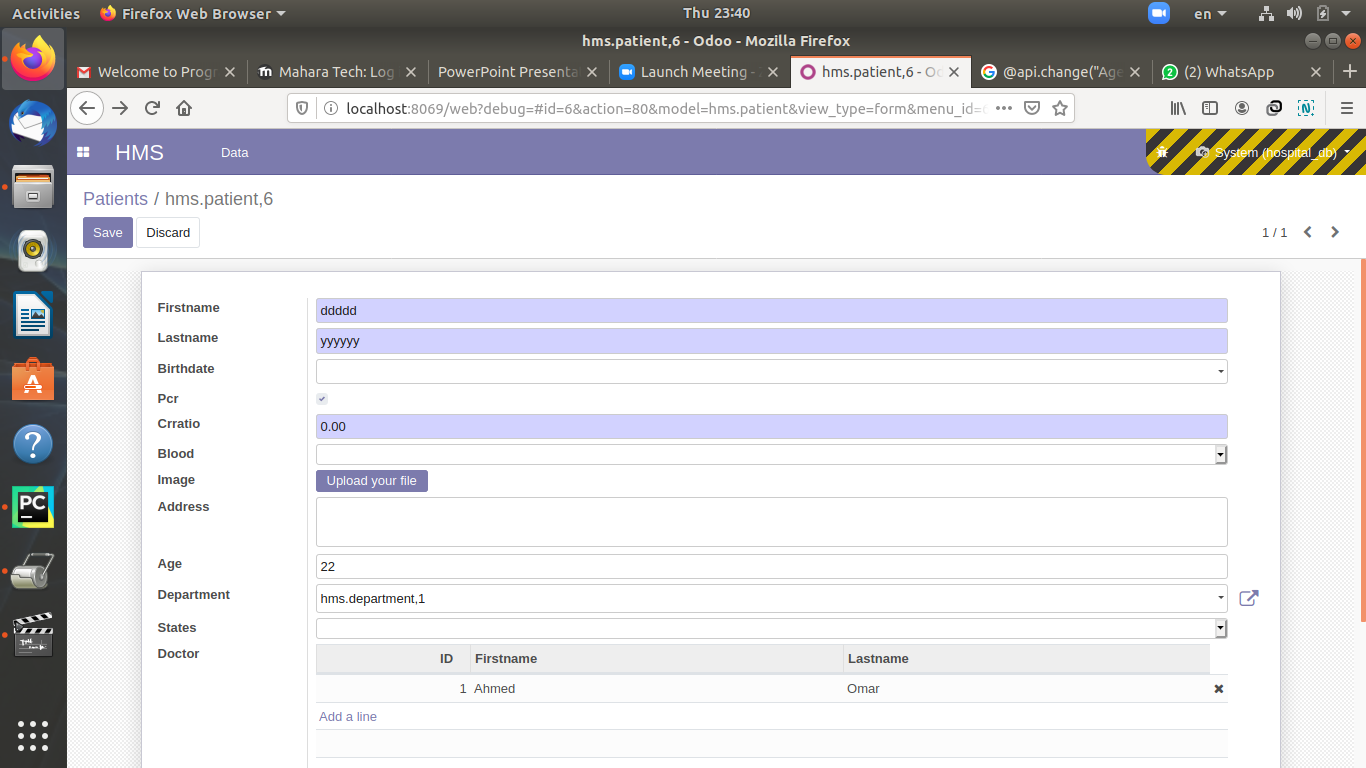 Activities Firefox Web Browser Thu 23:40 en
hms.patient,6 - Odoo - Mozilla Firefox
Welcome to Progr Mahara Tech: Log PowerPoint Presenta Launch Meeting - hms.patient,6 - Od @api.change("Age (2) WhatsApp
localhost:8069/web?debug=#id=6&action=80&model=hms.patient&view_type=form&menu_id=
HMS Data System (hospital_db)
Patients / hms.patient,6
Save Discard 1 / 1
Firstname ddddd
Lastname yyyyyy
Birthdate
Pcr
Crratio 0.00
Blood
Image Upload your file
Address
Age 22
Department hms.department,1
States
Doctor ID Firstname Lastname
1 Ahmed Omar
Add a line
PC